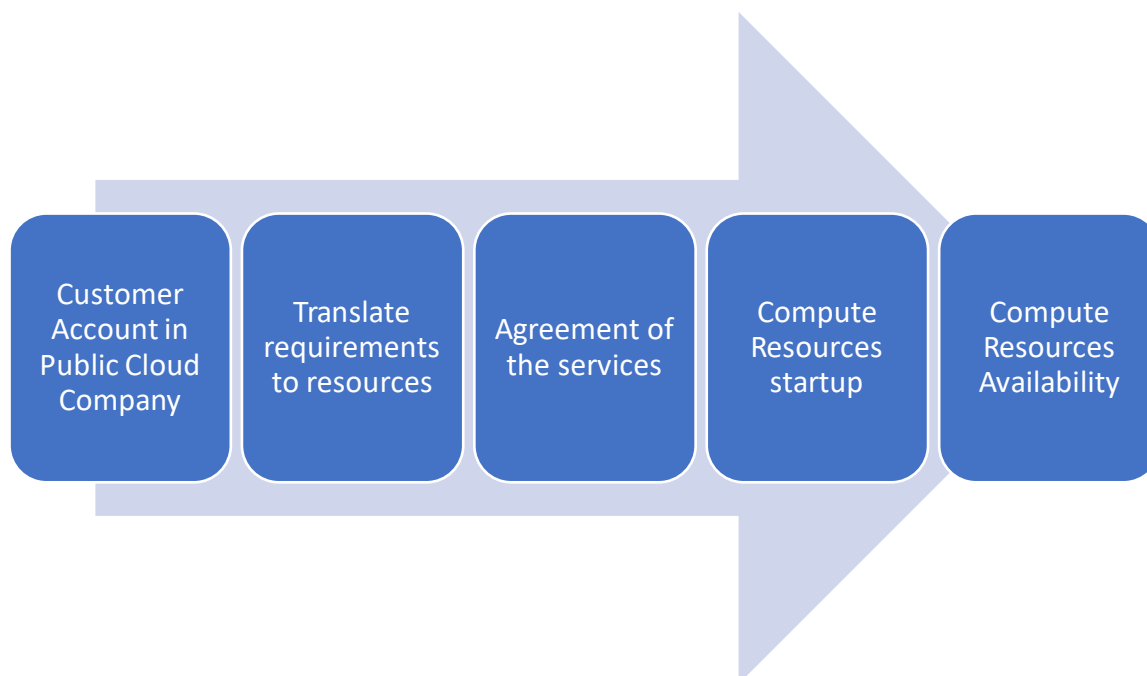 Customer
Account in
Public Cloud
Company
Translate
requirements
to resources
Agreement of
the services
Compute
Resources
startup
Compute
Resources
Availability